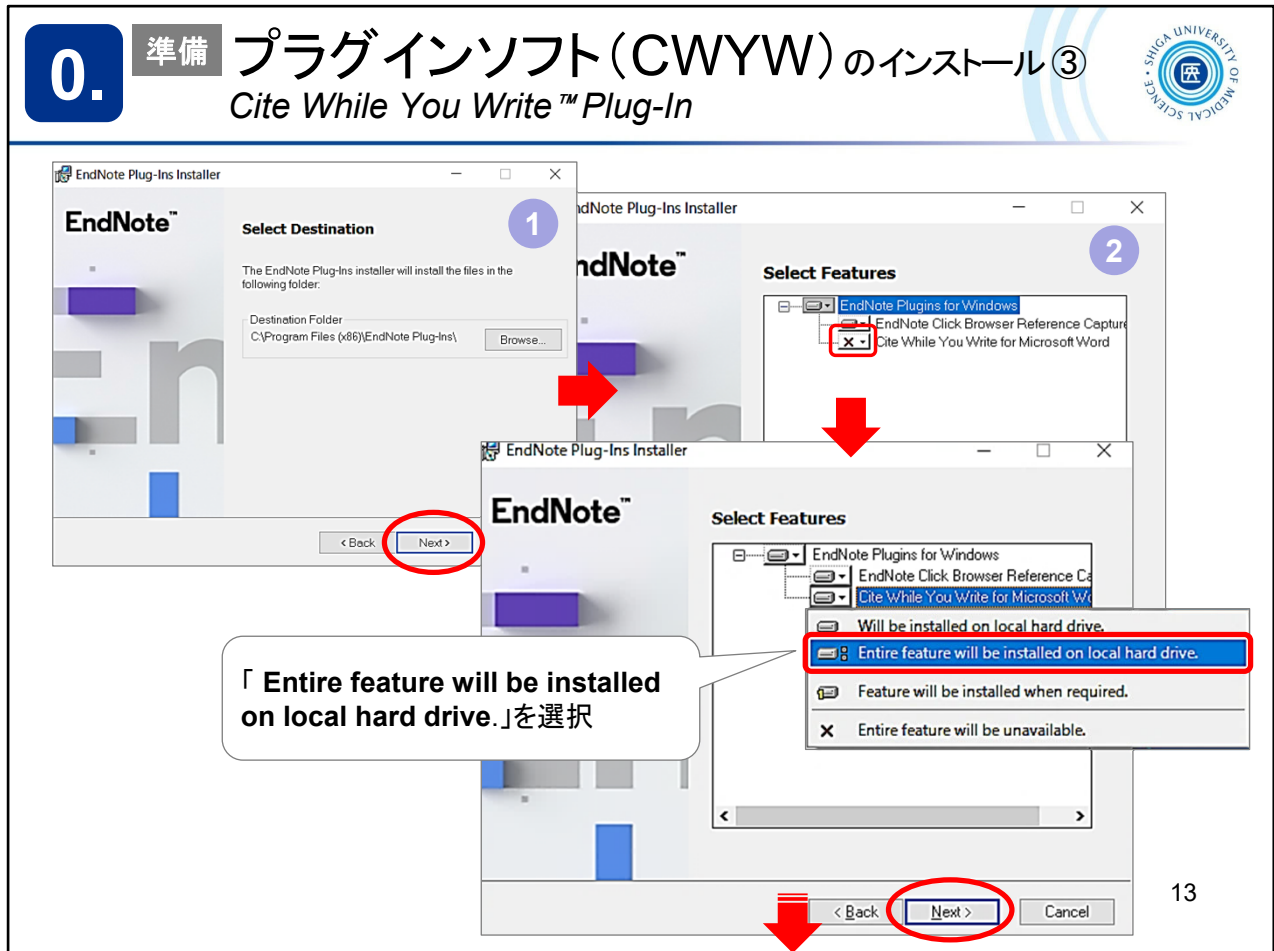 0.
準備
プラグインソフト（CWYW）のインストール③
Cite While You Write™ Plug-In
SHIGA UNIVERSITY OF MEDICAL SCIENCE
医
EndNote Plug-Ins Installer
EndNote™
Select Destination
1
The EndNote Plug-Ins installer will install the files in the
following folder:
Destination Folder
C:\Program Files (x86)\EndNote Plug-Ins\
Browse...
< Back
Next >
ndNote Plug-Ins Installer
ndNote™
2
Select Features
EndNote Plugins for Windows
EndNote Click Browser Reference Capture
Cite While You Write for Microsoft Word
EndNote Plug-Ins Installer
EndNote™
Select Features
EndNote Plugins for Windows
EndNote Click Browser Reference Ca
Cite While You Write for Microsoft Wo
Will be installed on local hard drive.
Entire feature will be installed on local hard drive.
Feature will be installed when required.
Entire feature will be unavailable.
「 Entire feature will be installed
on local hard drive.」を選択
< Back
Next >
Cancel
13